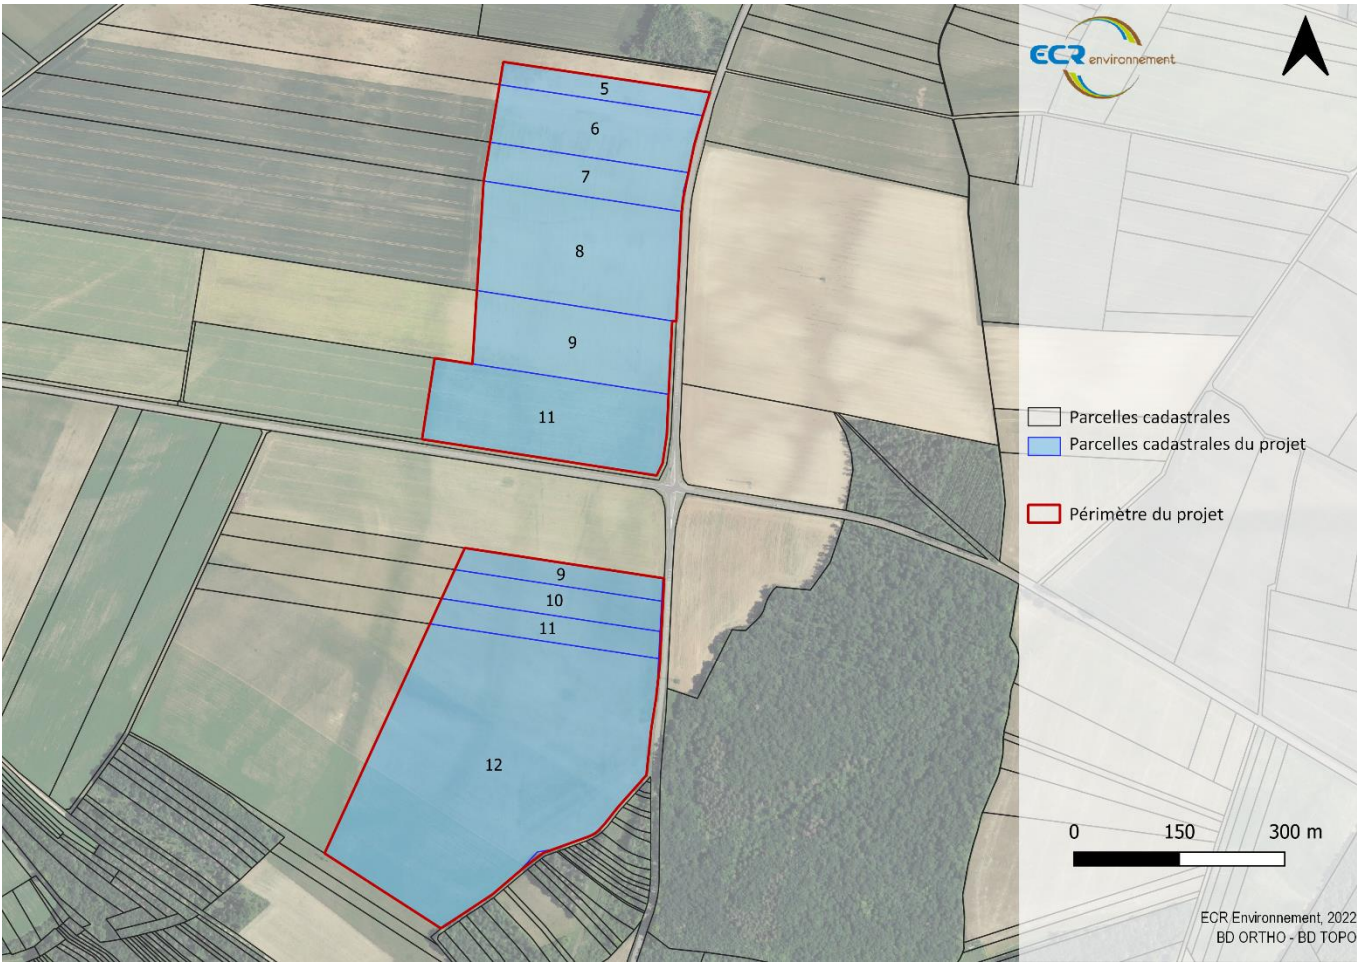 ECR environnement
5
6
7
8
9
11
9
10
11
12
Parcelles cadastrales
Parcelles cadastrales du projet
Périmètre du projet
0 150 300 m
ECR Environnement, 2022
BD ORTHO - BD TOPO